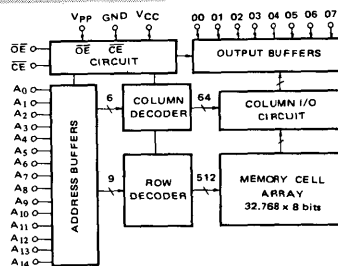 VPP GND VCC
00 01 02 03 04 05 06 07
OE
CE
OE CE
CIRCUIT
OUTPUT BUFFERS
A0
A1
A2
A3
A4
A5
A6
A7
A8
A9
A10
A11
A12
A13
A14
ADDRESS BUFFERS
6
COLUMN
DECODER
64
COLUMN I/O
CIRCUIT
9
ROW
DECODER
512
MEMORY CELL
ARRAY
32.768 x 8 bits